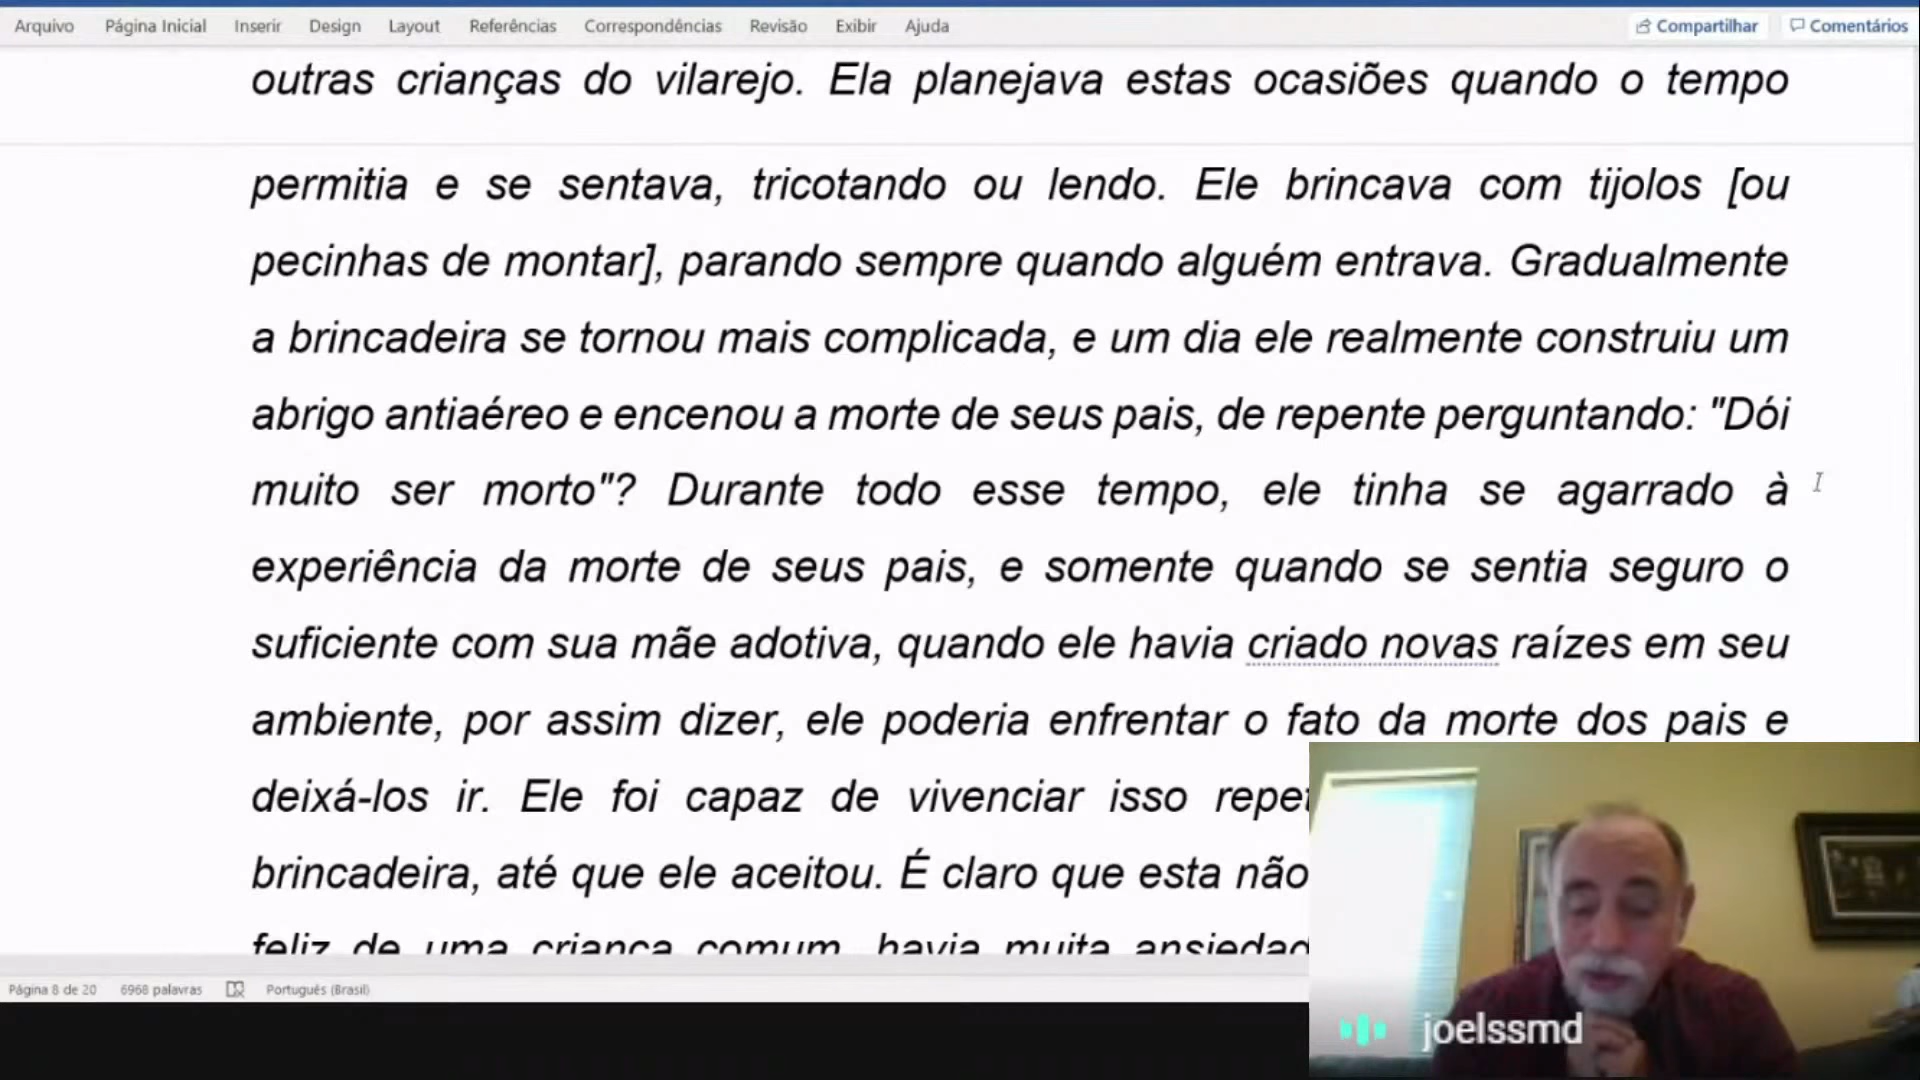 Arquivo Página Inicial Inserir Design Layout Referências Correspondências Revisão Exibir Ajuda Compartilhar Comentários
outras crianças do vilarejo. Ela planejava estas ocasiões quando o tempo
permitia e se sentava, tricotando ou lendo. Ele brincava com tijolos [ou
pecinhas de montar], parando sempre quando alguém entrava. Gradualmente
a brincadeira se tornou mais complicada, e um dia ele realmente construiu um
abrigo antiaéreo e encenou a morte de seus pais, de repente perguntando: "Dói
muito ser morto"? Durante todo esse tempo, ele tinha se agarrado à
experiência da morte de seus pais, e somente quando se sentia seguro o
suficiente com sua mãe adotiva, quando ele havia criado novas raízes em seu
ambiente, por assim dizer, ele poderia enfrentar o fato da morte dos pais e
deixá-los ir. Ele foi capaz de vivenciar isso
brincadeira, até que ele aceitou. É claro que esta não
feliz de uma criança comum, havia muita
Página 8 de 20 6968 palavras Português (Brasil)
joelssmd